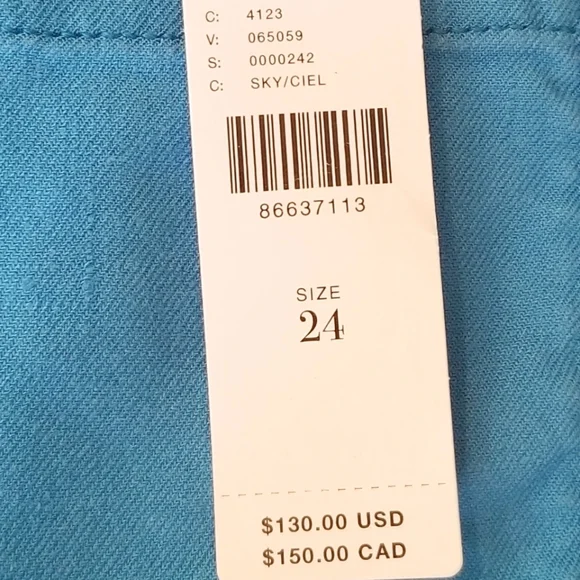 C: 4123
V: 065059
S: 0000242
C: SKY/CIEL
86637113
SIZE
24
$130.00 USD
$150.00 CAD